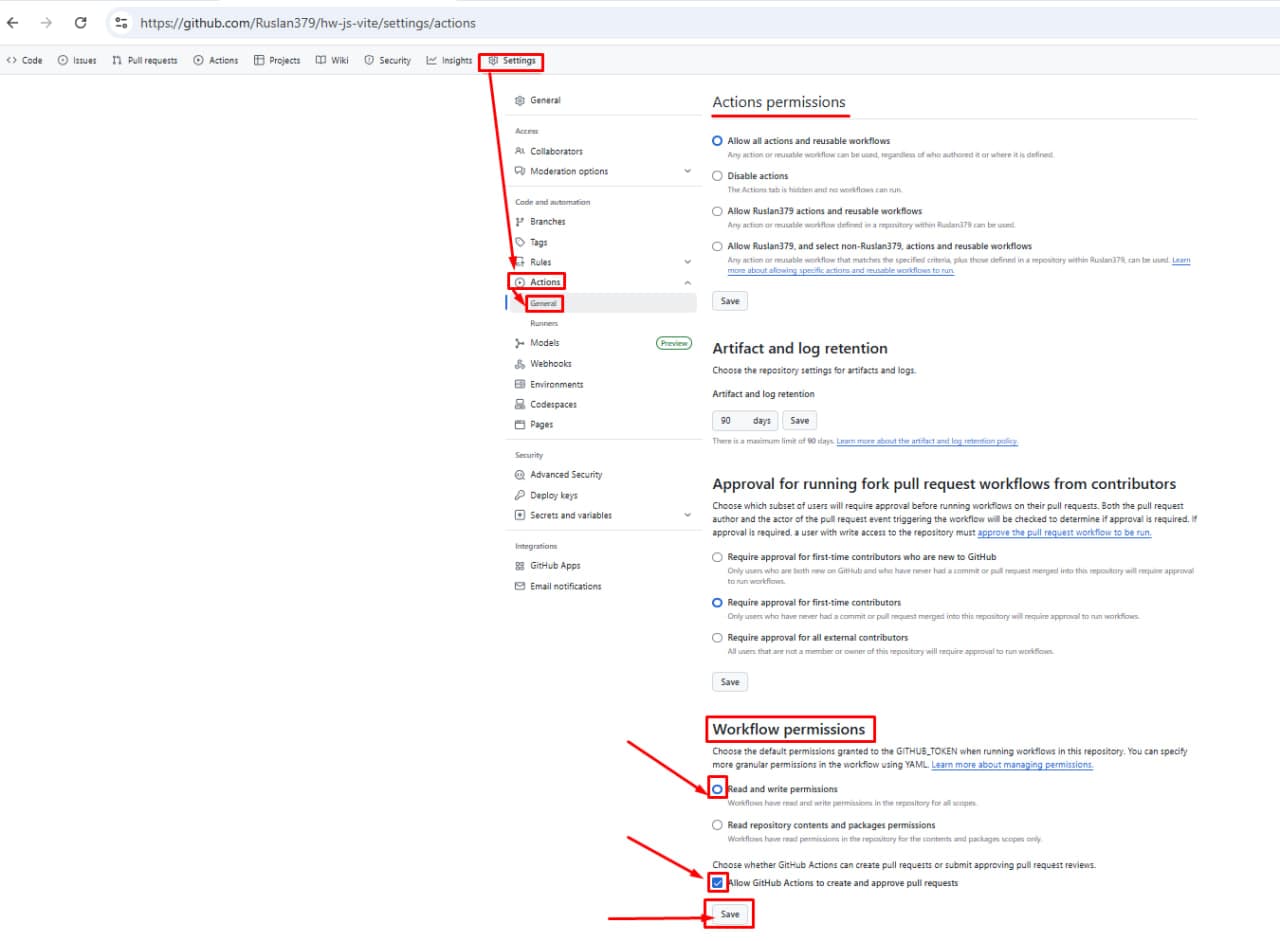 https://github.com/Ruslan379/hw-js-vite/settings/actions
Code Issues Pull requests Actions Projects Wiki Security Insights Settings
General
Access
Collaborators
Moderation options
Code and automation
Branches
Tags
Rules
Actions
General
Runners
Models Preview
Webhooks
Environments
Codespaces
Pages
Security
Advanced Security
Deploy keys
Secrets and variables
Integrations
GitHub Apps
Email notifications
Actions permissions
Allow all actions and reusable workflows
Any action or reusable workflow can be used, regardless of who authored it or where it is defined.
Disable actions
The Actions tab is hidden and no workflows can run.
Allow Ruslan379 actions and reusable workflows
Any action or reusable workflow defined in a repository within Ruslan379 can be used.
Allow Ruslan379, and select non-Ruslan379, actions and reusable workflows
Any action or reusable workflow that matches the specified criteria, plus those defined in a repository within Ruslan379, can be used. Learn
more about allowing specific actions and reusable workflows to run.
Save
Artifact and log retention
Choose the repository settings for artifacts and logs.
Artifact and log retention
90 days Save
There is a maximum limit of 90 days. Learn more about the artifact and log retention policy.
Approval for running fork pull request workflows from contributors
Choose which subset of users will require approval before running workflows on their pull requests. Both the pull request
author and the actor of the pull request event triggering the workflow will be checked to determine if approval is required. If
approval is required, a user with write access to the repository must approve the pull request workflow to be run.
Require approval for first-time contributors who are new to GitHub
Only users who are both new on GitHub and who have never had a commit or pull request merged into this repository will require approval
to run workflows.
Require approval for first-time contributors
Only users who have never had a commit or pull request merged into this repository will require approval to run workflows.
Require approval for all external contributors
All users that are not a member or owner of this repository will require approval to run workflows.
Save
Workflow permissions
Choose the default permissions granted to the GITHUB_TOKEN when running workflows in this repository. You can specify
more granular permissions in the workflow using YAML. Learn more about managing permissions.
Read and write permissions
Workflows have read and write permissions in the repository for all scopes.
Read repository contents and packages permissions
Workflows have read permissions in the repository for the contents and packages scopes only.
Choose whether GitHub Actions can create pull requests or submit approving pull request reviews.
Allow GitHub Actions to create and approve pull requests
Save